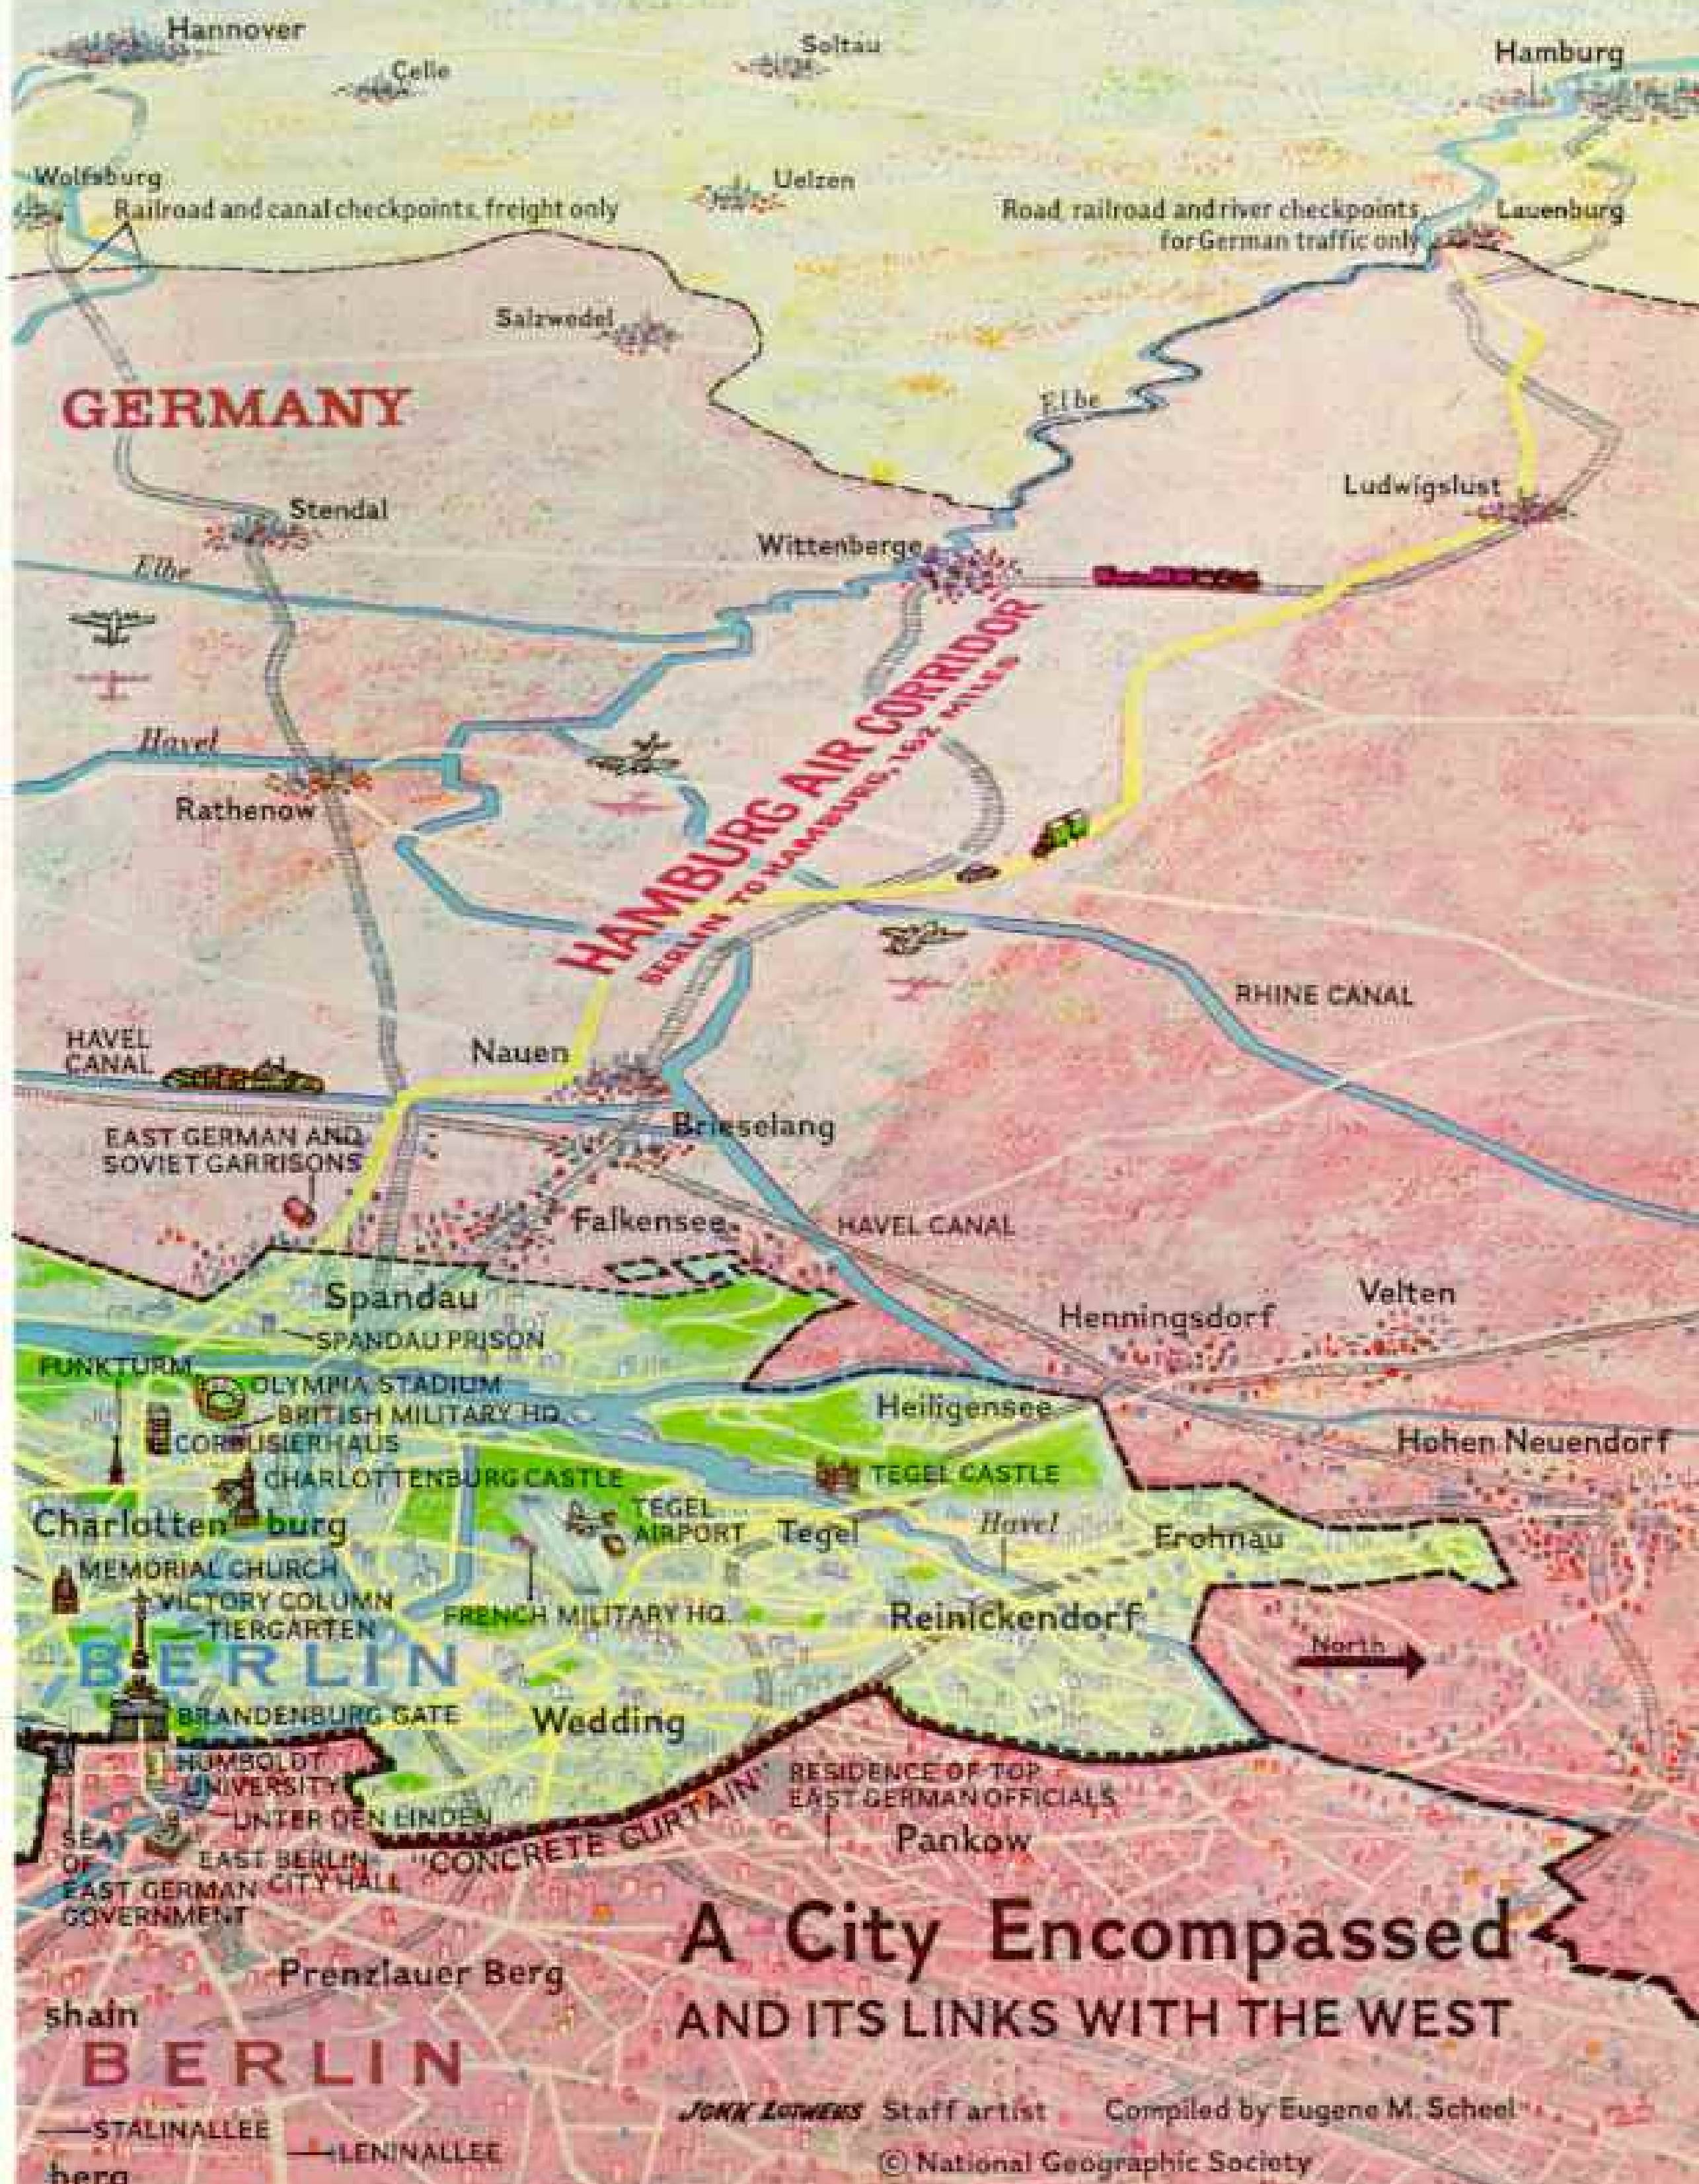 Hannover
Celle
Soltau
Hamburg
Wolfsburg
Uelzen
Railroad and canal checkpoints, freight only
Road, railroad and river checkpoints,
for German traffic only
Lauenburg
Salzwedel
GERMANY
Elbe
Ludwigslust
Stendal
Wittenberge
Elbe
HAMBURG AIR CORRIDOR
BERLIN TO HAMBURG, 162 MILES
Havel
Rathenow
RHINE CANAL
HAVEL
CANAL
Nauen
Brieselang
EAST GERMAN AND
SOVIET GARRISONS
Falkensee
HAVEL CANAL
Spandau
Velten
Henningsdorf
SPANDAU PRISON
FUNKTURM
OLYMPIA STADIUM
Heiligensee
BRITISH MILITARY HQ.
CORBUSIERHAUS
Hohen Neuendorf
CHARLOTTENBURG CASTLE
TEGEL CASTLE
TEGEL
AIRPORT
Charlotten burg
Tegel
Havel
Frohnau
MEMORIAL CHURCH
VICTORY COLUMN
TIERGARTEN
FRENCH MILITARY HQ.
Reinickendorf
North
BERLIN
BRANDENBURG GATE
Wedding
HUMBOLDT
UNIVERSITY
UNTER DEN LINDEN
"CONCRETE CURTAIN"
RESIDENCE OF TOP
EAST GERMAN OFFICIALS
Pankow
SEAT
OF
EAST GERMAN
GOVERNMENT
EAST BERLIN
CITY HALL
Prenzlauer Berg
shain
BERLIN
STALINALLEE
LENINALLEE
berg
A City Encompassed
AND ITS LINKS WITH THE WEST
Staff artist
Compiled by Eugene M. Scheel
© National Geographic Society